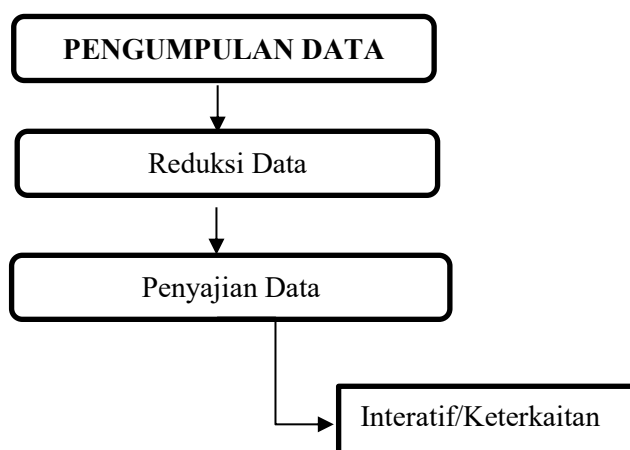 PENGUMPULAN DATA
Reduksi Data
Penyajian Data
Interatif/Keterkaitan